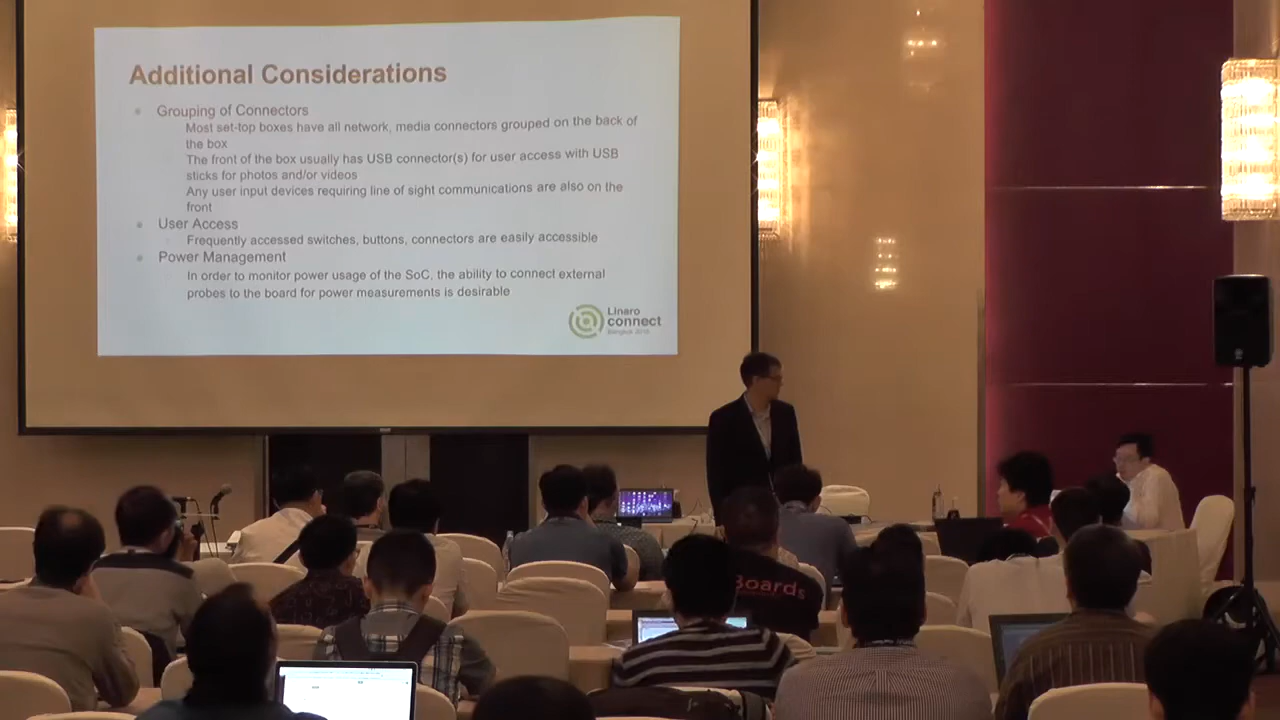 Additional Considerations
Grouping of Connectors
Most set-top boxes have all network, media connectors grouped on the back of
the box
The front of the box usually has USB connector(s) for user access with USB
sticks for photos and/or videos
Any user input devices requiring line of sight communications are also on the
front
User Access
Frequently accessed switches, buttons, connectors are easily accessible
Power Management
In order to monitor power usage of the SoC, the ability to connect external
probes to the board for power measurements is desirable
Linaro
connect
Bangkok 2016
Boards